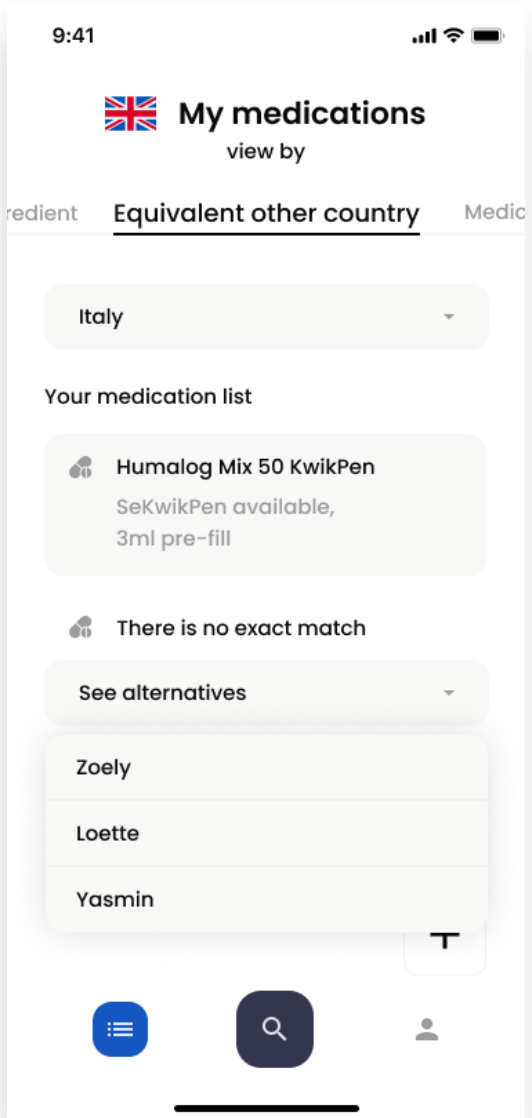 9:41
My medications
view by
redient Equivalent other country Medic
Italy
Your medication list
Humalog Mix 50 KwikPen
SeKwikPen available,
3ml pre-fill
There is no exact match
See alternatives
Zoely
Loette
Yasmin